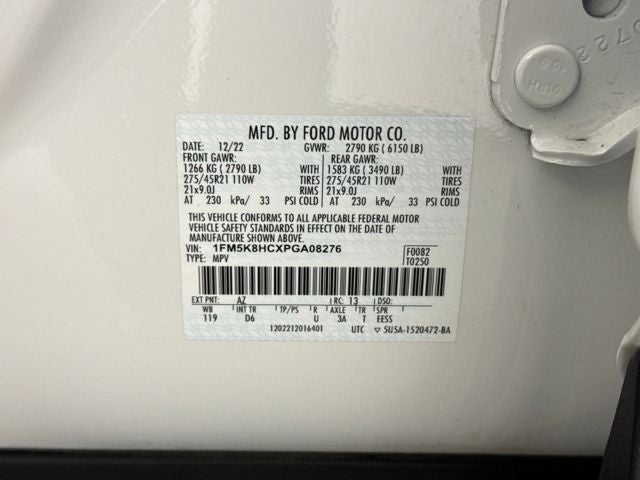 MFD. BY FORD MOTOR CO.
DATE: 12/22 GVWR: 2790 KG ( 6150 LB)
FRONT GAWR: REAR GAWR:
1266 KG ( 2790 LB) WITH 1583 KG ( 3490 LB) WITH
275/45R21 110W TIRES 275/45R21 110W TIRES
21x9.0J RIMS 21x9.0J RIMS
AT 230 kPa/ 33 PSI COLD AT 230 kPa/ 33 PSI COLD
THIS VEHICLE CONFORMS TO ALL APPLICABLE FEDERAL MOTOR
VEHICLE SAFETY STANDARDS IN EFFECT ON THE DATE OF
MANUFACTURE SHOWN ABOVE.
VIN: 1FM5K8HCXPGA08276 F0082
TYPE: MPV T0250
EXT PNT: AZ RC: 13 DSO:
WB INT TR TP/PS R AXLE TR SPR
119 D6 U 3A T EESS
1202212016401 UTC ▽ 5U5A-1520472-BA